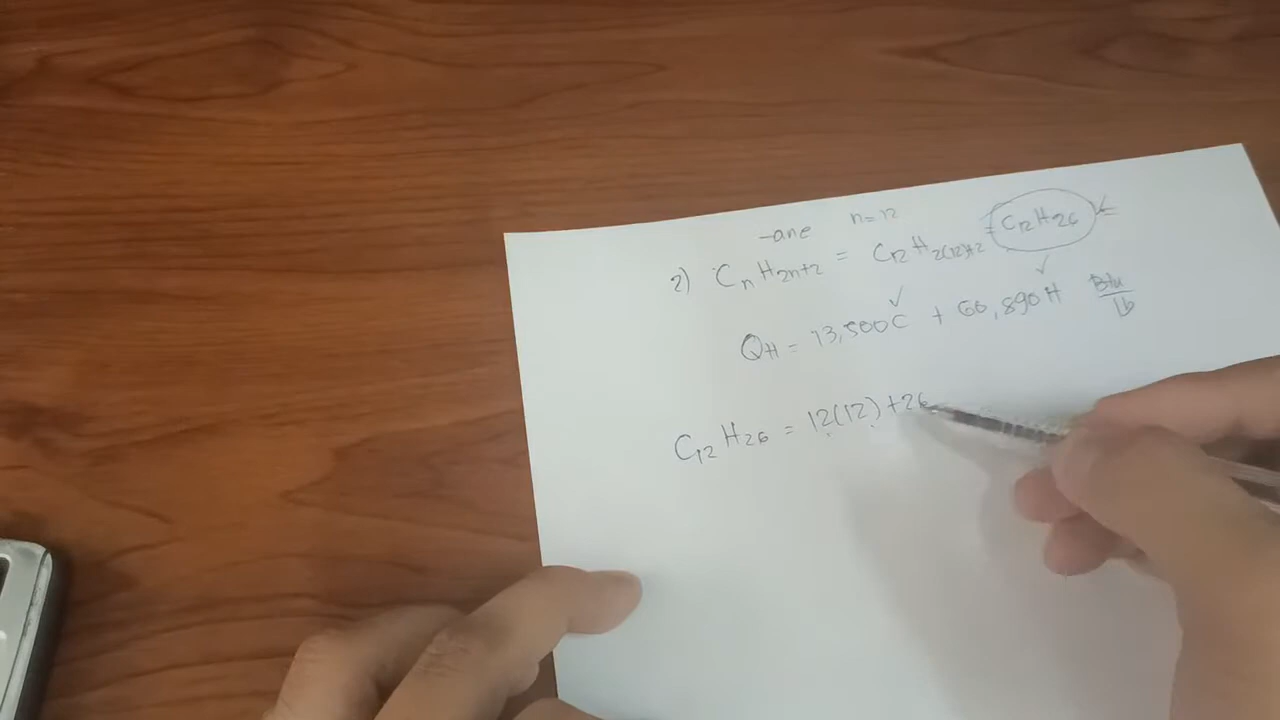 -ane n=12
2) CnH2n+2 = C12H2(12)+2 = C12H26 ⇐
QH = 13,500C + 60,890H Btu/lb
C12H26 = 12(12)+26